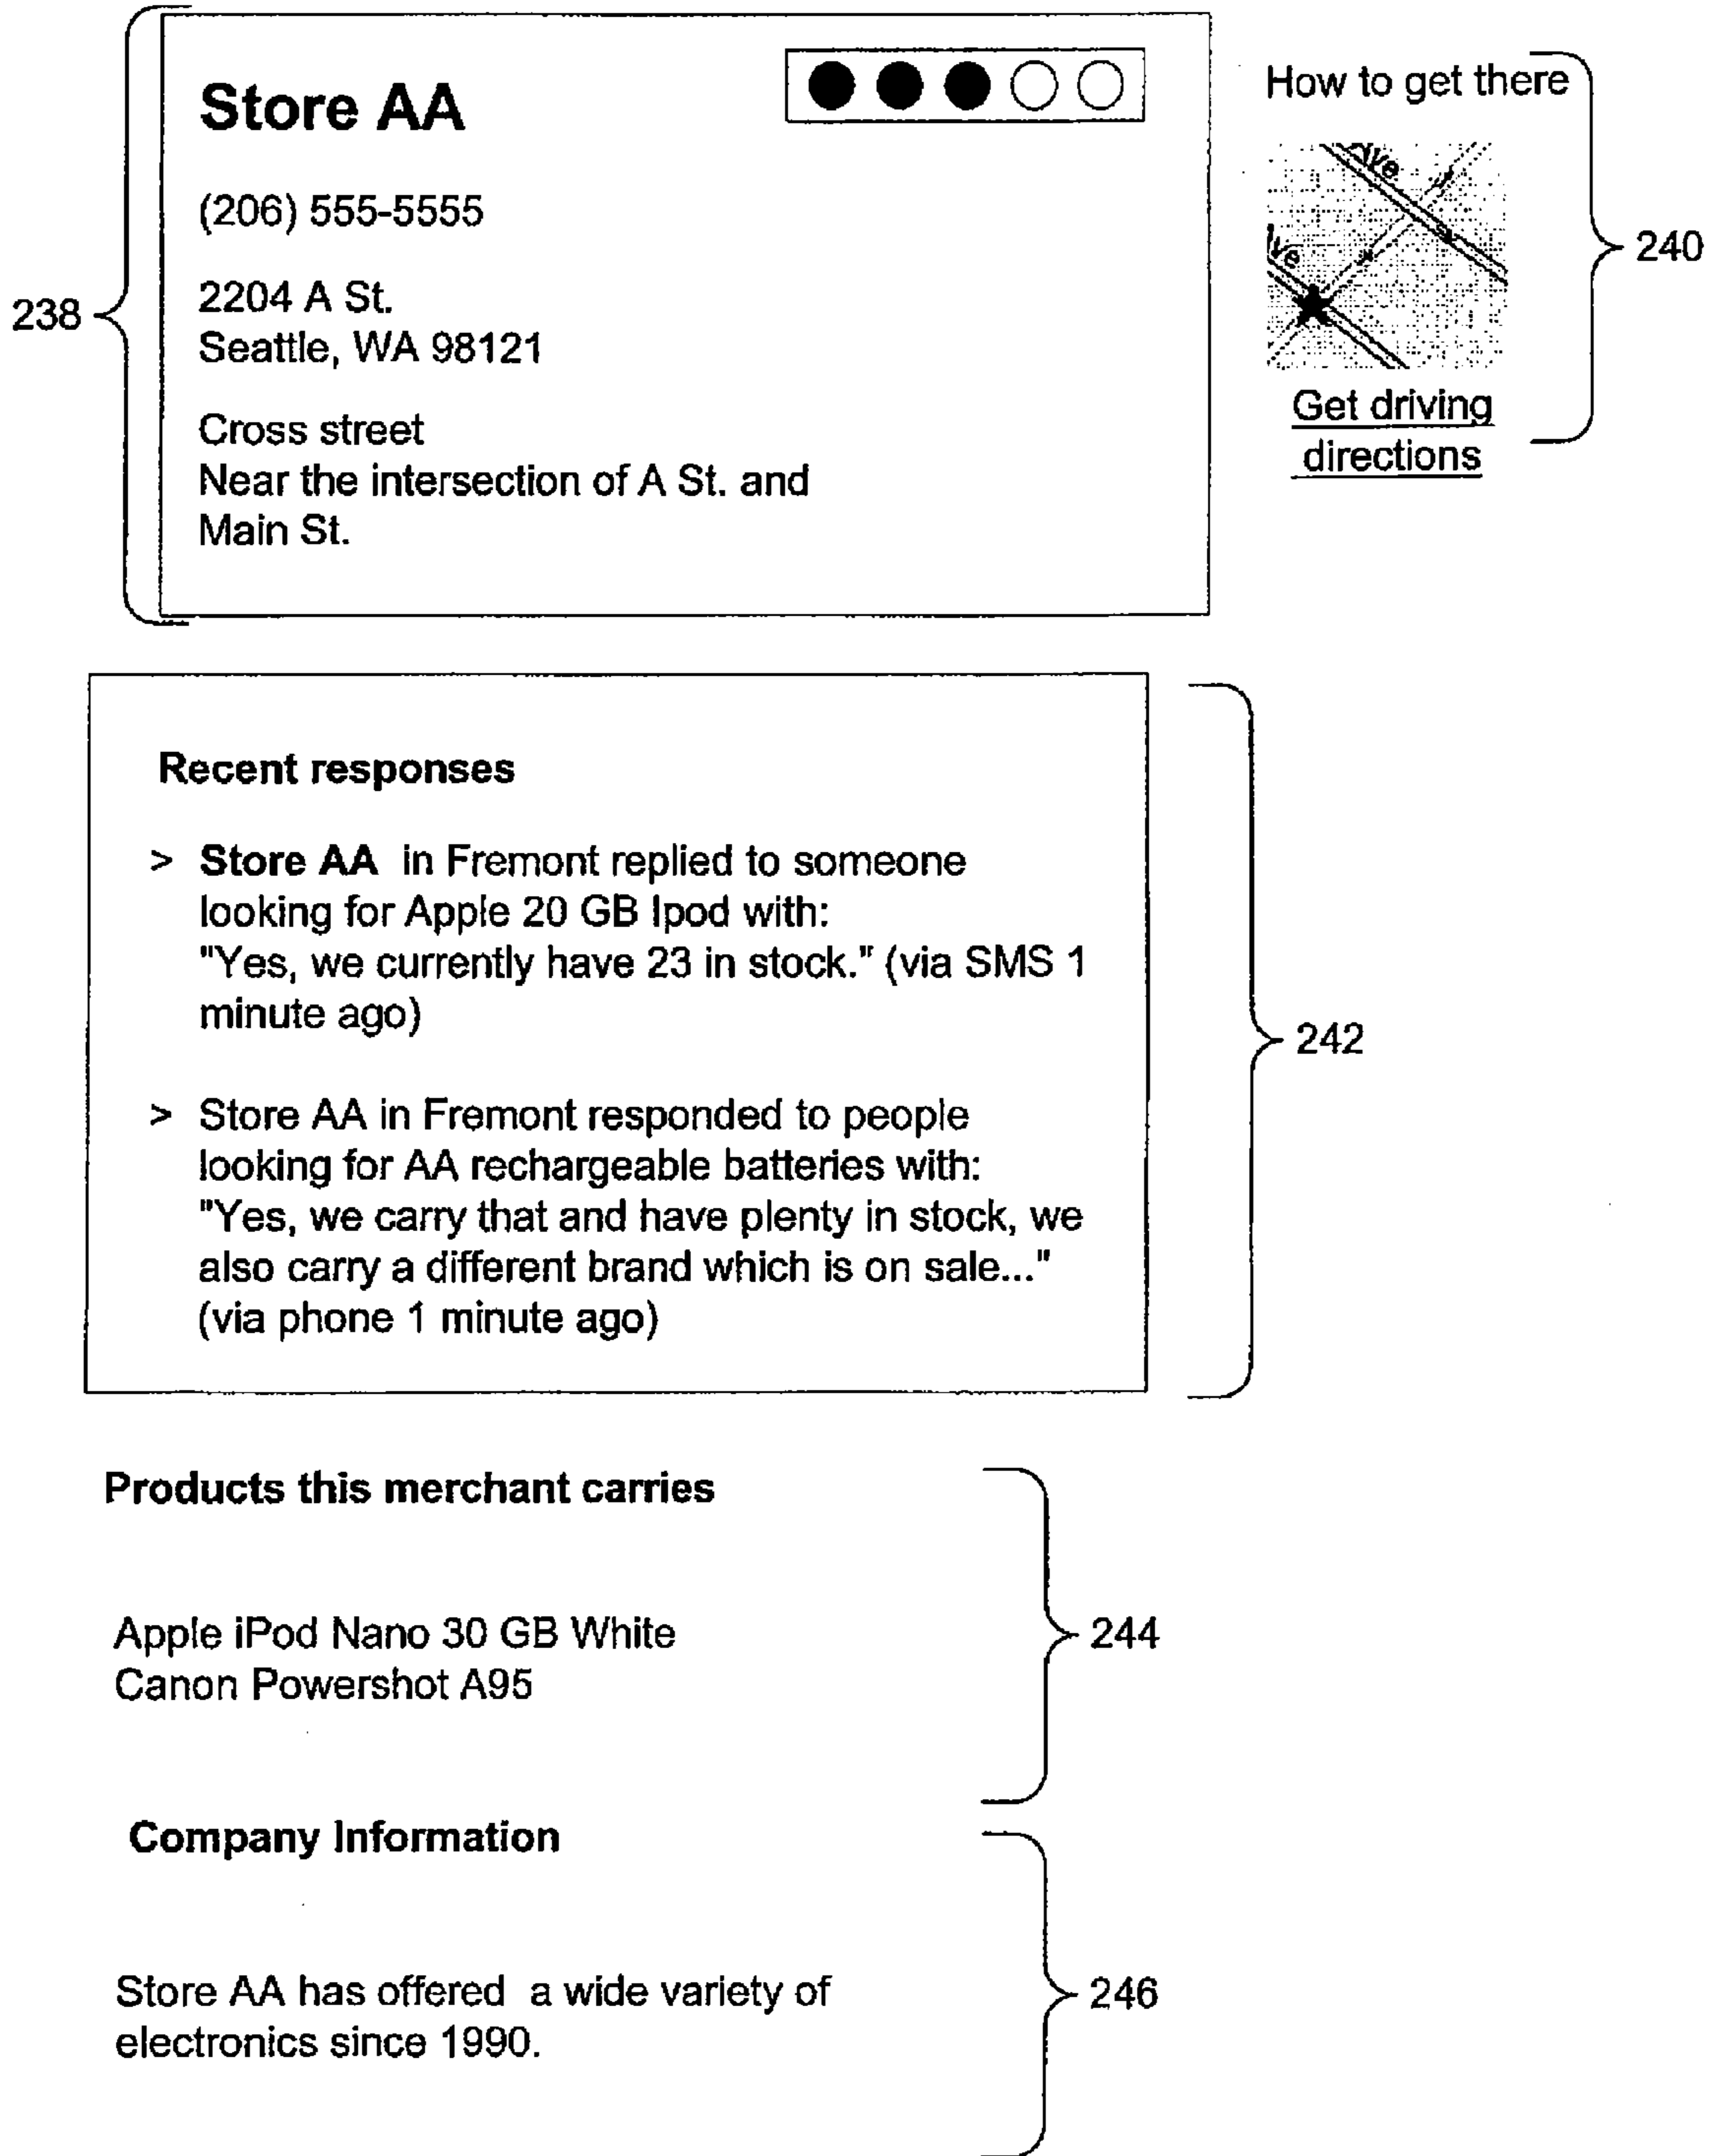 Store AA
(206) 555-5555
2204 A St.
Seattle, WA 98121
Cross street
Near the intersection of A St. and
Main St.
238
How to get there
Ave
Get driving
directions
240
Recent responses
> Store AA in Fremont replied to someone
looking for Apple 20 GB Ipod with:
"Yes, we currently have 23 in stock." (via SMS 1
minute ago)
> Store AA in Fremont responded to people
looking for AA rechargeable batteries with:
"Yes, we carry that and have plenty in stock, we
also carry a different brand which is on sale..."
(via phone 1 minute ago)
242
Products this merchant carries
Apple iPod Nano 30 GB White
Canon Powershot A95
244
Company Information
Store AA has offered a wide variety of
electronics since 1990.
246